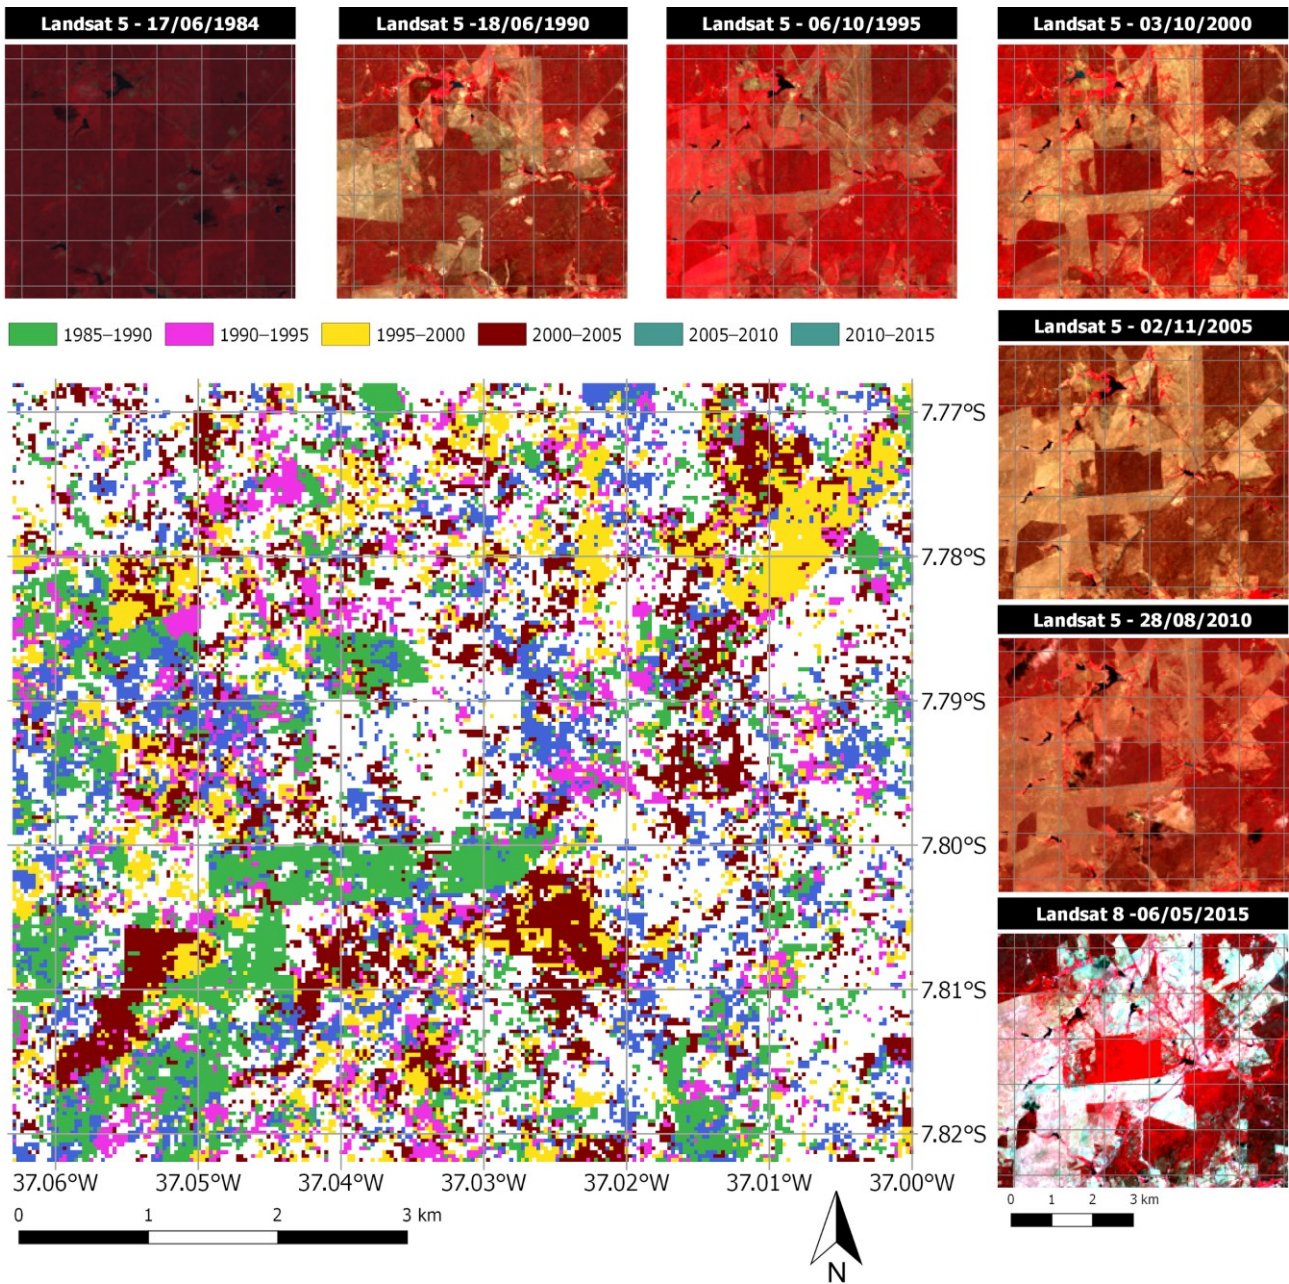 Landsat 5 - 17/06/1984
Landsat 5 -18/06/1990
Landsat 5 - 06/10/1995
Landsat 5 - 03/10/2000
1985–1990
1990–1995
1995–2000
2000–2005
2005–2010
2010–2015
Landsat 5 - 02/11/2005
Landsat 5 - 28/08/2010
Landsat 8 -06/05/2015
7.77°S
7.78°S
7.79°S
7.80°S
7.81°S
7.82°S
37.06°W
37.05°W
37.04°W
37.03°W
37.02°W
37.01°W
37.00°W
0 1 2 3 km
0 1 2 3 km
N